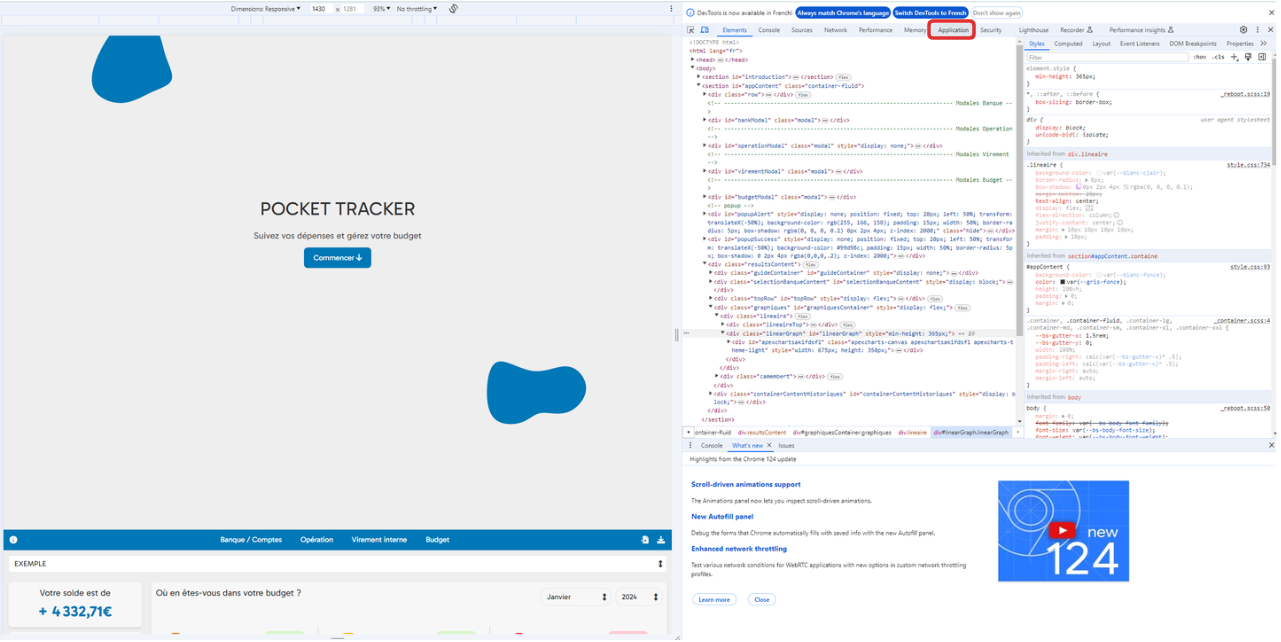 Dimensions: Responsive ▾ 1430 × 1281 93% ▾ No throttling ▾
POCKET TRACKER
Suivez vos dépenses et gérez votre budget
Commencer
Banque / Comptes Opération Virement interne Budget
EXEMPLE
Votre solde est de
+ 4 332,71€
Où en êtes-vous dans votre budget ?
Janvier 2024
DevTools is now available in French! Always match Chrome's language Switch DevTools to French Don't show again
Elements Console Sources Network Performance Memory Application Security Lighthouse Recorder Performance insights
<!DOCTYPE html>
<html lang="fr">
<head> </head>
<body>
<section id="introduction"> </section> flex
<section id="appContent" class="container-fluid">
<div class="row"> </div> flex
Modales Banque --
>
<div id="bankModal" class="modal"> </div>
Modales Operation
-->
<div id="operationModal" class="modal" style="display: none;"> </div>
Modales Virement
-->
<div id="virementModal" class="modal"> </div>
Modales Budget --
>
<div id="budgetModal" class="modal"> </div>
<!-- popup -->
<div id="popupAlert" style="display: none; position: fixed; top: 20px; left: 50%; transform:
translateX(-50%); background-color: rgb(255, 166, 158); padding: 15px; width: 50%; border-ra
dius: 5px; box-shadow: rgba(0, 0, 0, 0.2) 0px 2px 4px; z-index: 2000;" class="hide"> </div>
<div id="popupSuccess" style="display: none; position: fixed; top: 20px; left: 50%; transfor
m: translateX(-50%); background-color: #99d98c; padding: 15px; width: 50%; border-radius: 5p
x; box-shadow: 0 2px 4px rgba(0,0,0,.2); z-index: 2000;"> </div>
<div class="resultsContent"> flex
<div class="guideContainer" id="guideContainer" style="display: none;"> </div>
<div class="selectionBanqueContent" id="selectionBanqueContent" style="display: block;">
</div>
<div class="topRow" id="topRow" style="display: flex;"> </div> flex
<div class="graphiques" id="graphiquesContainer" style="display: flex;"> flex
<div class="lineaire"> flex
<div class="lineaireTop"> </div> flex
<div class="linearGraph" id="linearGraph" style="min-height: 365px;"> == $0
<div id="apexchartsakifdsfl" class="apexcharts-canvas apexchartsakifdsfl apexcharts-t
heme-light" style="width: 675px; height: 350px;"> </div>
</div>
</div>
<div class="camembert"> </div> flex
</div>
<div class="containerContentHistoriques" id="containerContentHistoriques" style="display: b
lock;"> </div>
</div>
</section>
ontainer-fluid div.resultsContent div#graphiquesContainer.graphiques div.lineaire div#linearGraph.linearGraph
Styles Computed Layout Event Listeners DOM Breakpoints Properties
Filter :hov .cls
element.style {
min-height: 365px;
}
*, ::after, ::before { _reboot.scss:19
box-sizing: border-box;
}
div { user agent stylesheet
display: block;
unicode-bidi: isolate;
}
Inherited from div.lineaire
.lineaire { style.css:734
background-color: var(--blanc-clair);
border-radius: 8px;
box-shadow: 0px 2px 4px rgba(0, 0, 0, 0.1);
margin-bottom: 20px;
text-align: center;
display: flex;
flex-direction: column;
justify-content: center;
margin: 10px 10px 10px 10px;
padding: 10px;
}
Inherited from section#appContent.containe
#appContent { style.css:93
background-color: var(--blanc-fonce);
color: var(--gris-fonce);
height: 100vh;
padding: 0;
margin: 0;
}
.container, .container-fluid, .container-lg, _container.scss:4
.container-md, .container-sm, .container-xl, .container-xxl {
--bs-gutter-x: 1.5rem;
--bs-gutter-y: 0;
width: 100%;
padding-right: calc(var(--bs-gutter-x)* .5);
padding-left: calc(var(--bs-gutter-x)* .5);
margin-right: auto;
margin-left: auto;
}
Inherited from body
body { _reboot.scss:50
margin: 0;
font-family: var(--bs-body-font-family);
font-size: var(--bs-body-font-size);
font-weight: var(--bs-body-font-weight);
Console What's new Issues
Highlights from the Chrome 124 update
Scroll-driven animations support
The Animations panel now lets you inspect scroll-driven animations.
New Autofill panel
Debug the forms that Chrome automatically fills with saved info with the new Autofill panel.
Enhanced network throttling
Test various network conditions for WebRTC applications with new options in custom network throttling
profiles.
Learn more Close
new
124